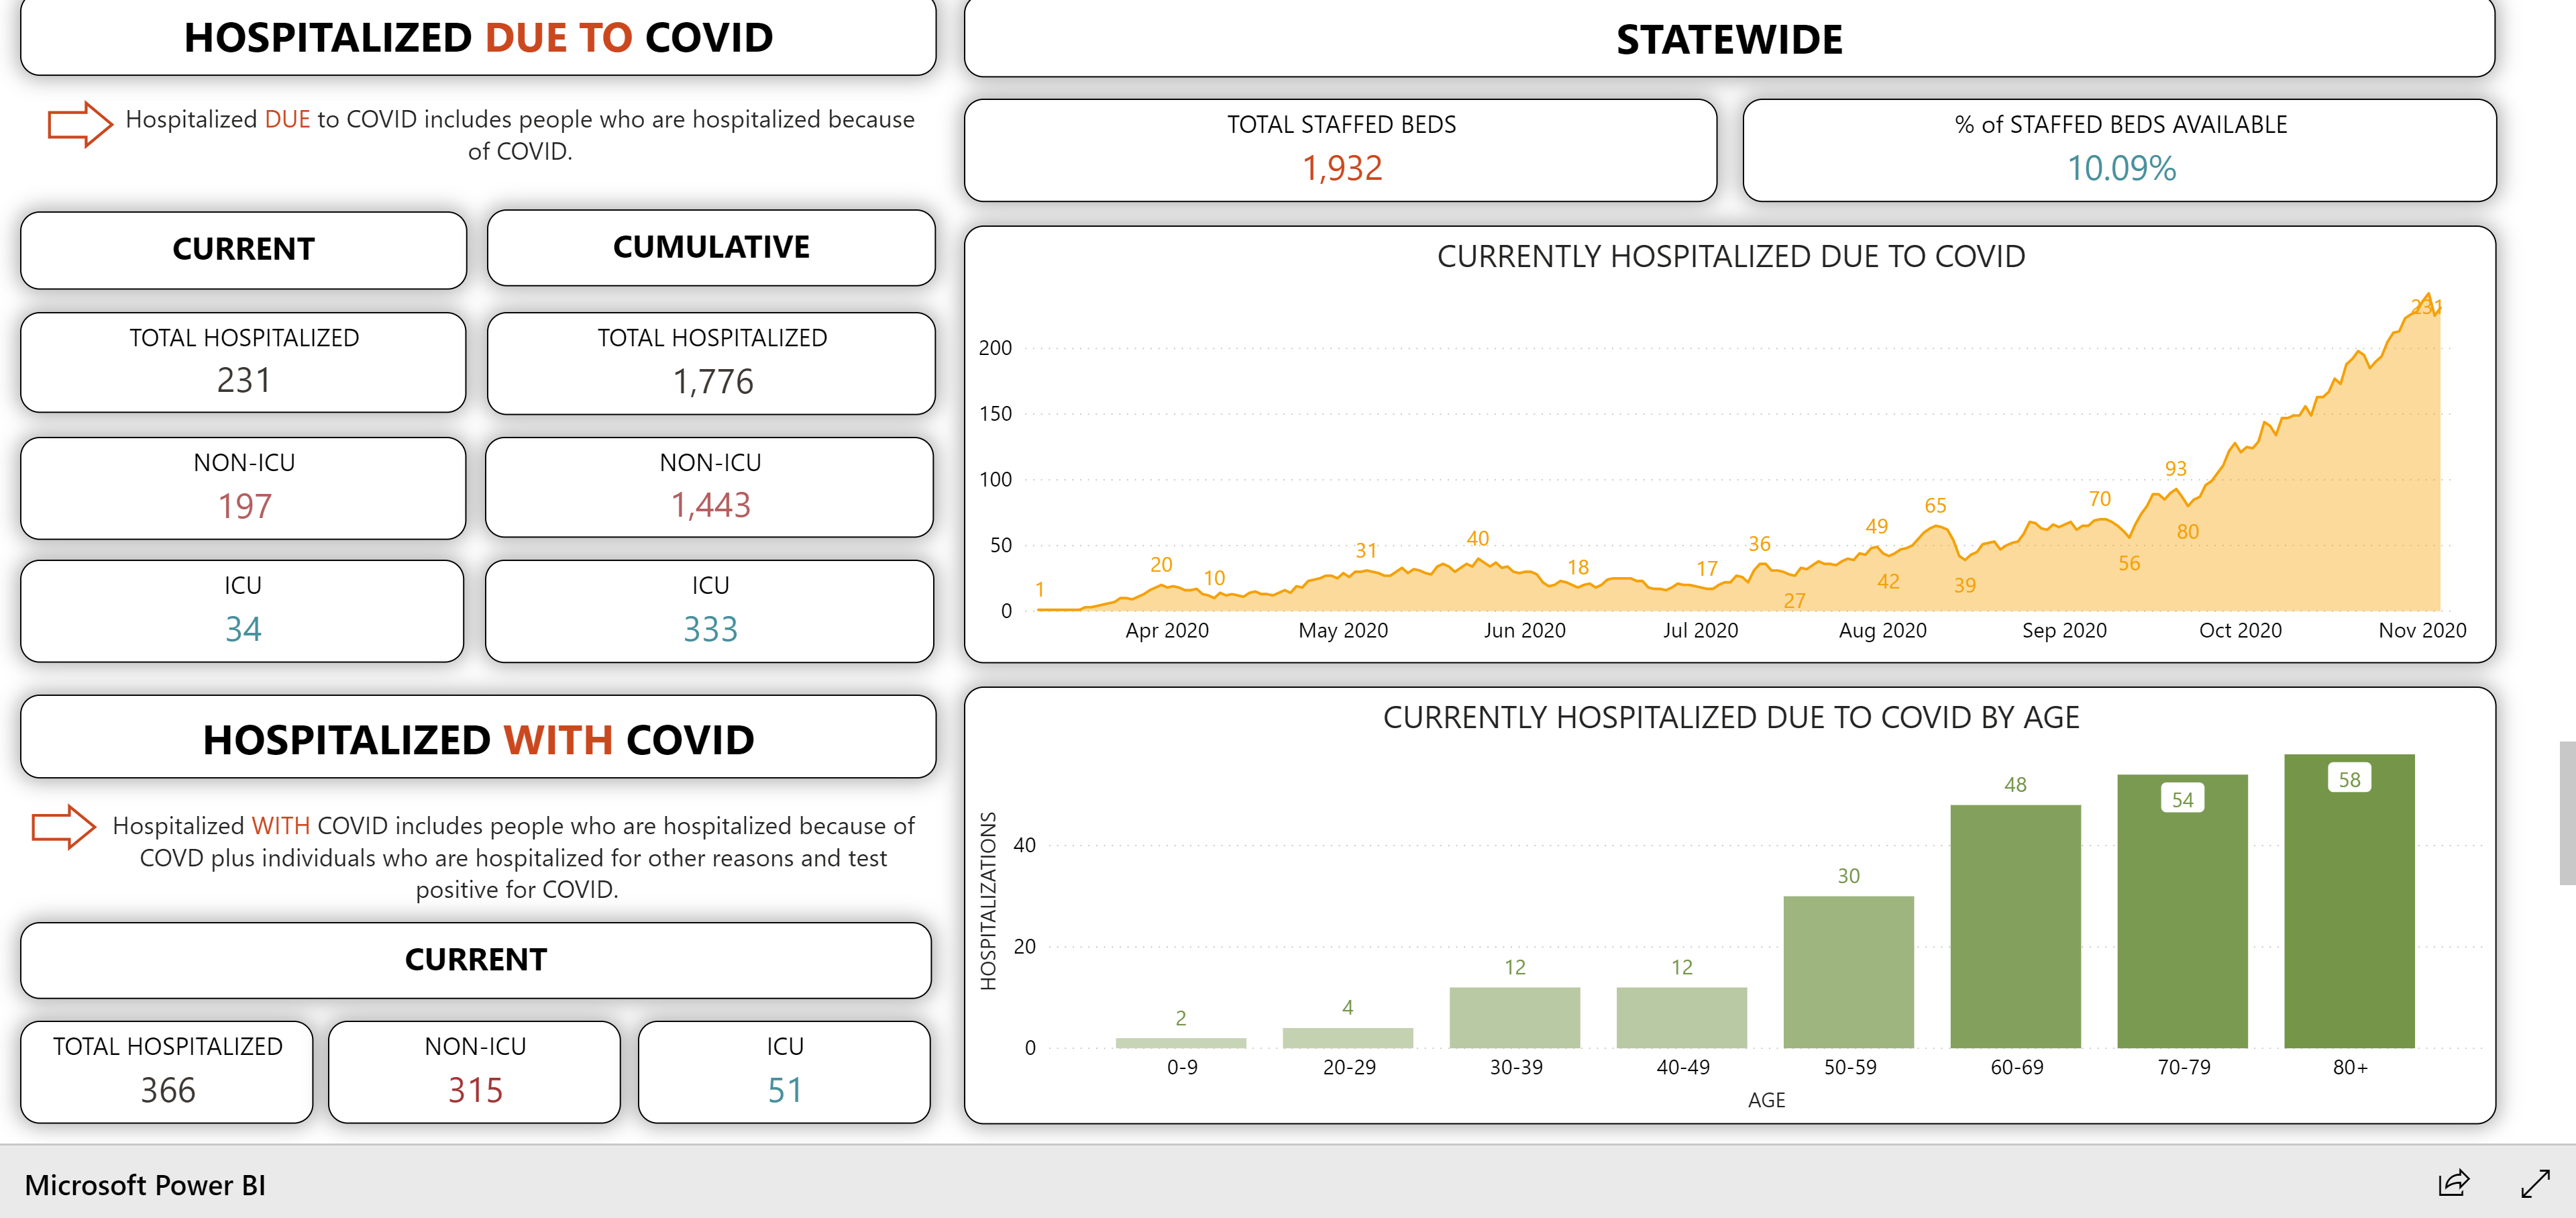 HOSPITALIZED DUE TO COVID
Hospitalized DUE to COVID includes people who are hospitalized because
of COVID.
CURRENT
CUMULATIVE
TOTAL HOSPITALIZED
231
TOTAL HOSPITALIZED
1,776
NON-ICU
197
NON-ICU
1,443
ICU
34
ICU
333
HOSPITALIZED WITH COVID
Hospitalized WITH COVID includes people who are hospitalized because of
COVD plus individuals who are hospitalized for other reasons and test
positive for COVID.
CURRENT
TOTAL HOSPITALIZED
366
NON-ICU
315
ICU
51
STATEWIDE
TOTAL STAFFED BEDS
1,932
% of STAFFED BEDS AVAILABLE
10.09%
CURRENTLY HOSPITALIZED DUE TO COVID
200
150
100
50
0
1
20
10
31
40
18
17
36
27
49
42
65
39
70
56
93
80
231
Apr 2020
May 2020
Jun 2020
Jul 2020
Aug 2020
Sep 2020
Oct 2020
Nov 2020
CURRENTLY HOSPITALIZED DUE TO COVID BY AGE
HOSPITALIZATIONS
40
20
0
2
4
12
12
30
48
54
58
0-9
20-29
30-39
40-49
50-59
60-69
70-79
80+
AGE
Microsoft Power BI